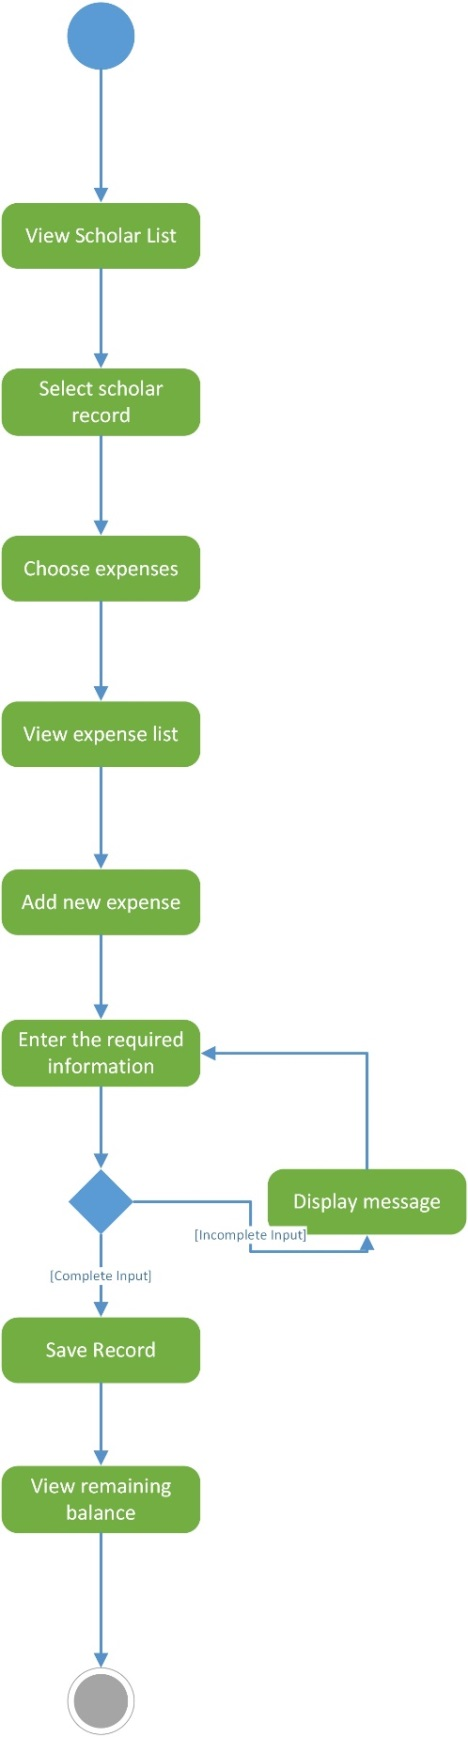 View Scholar List
Select scholar
record
Choose expenses
View expense list
Add new expense
Enter the required
information
Display message
[Incomplete Input]
[Complete Input]
Save Record
View remaining
balance